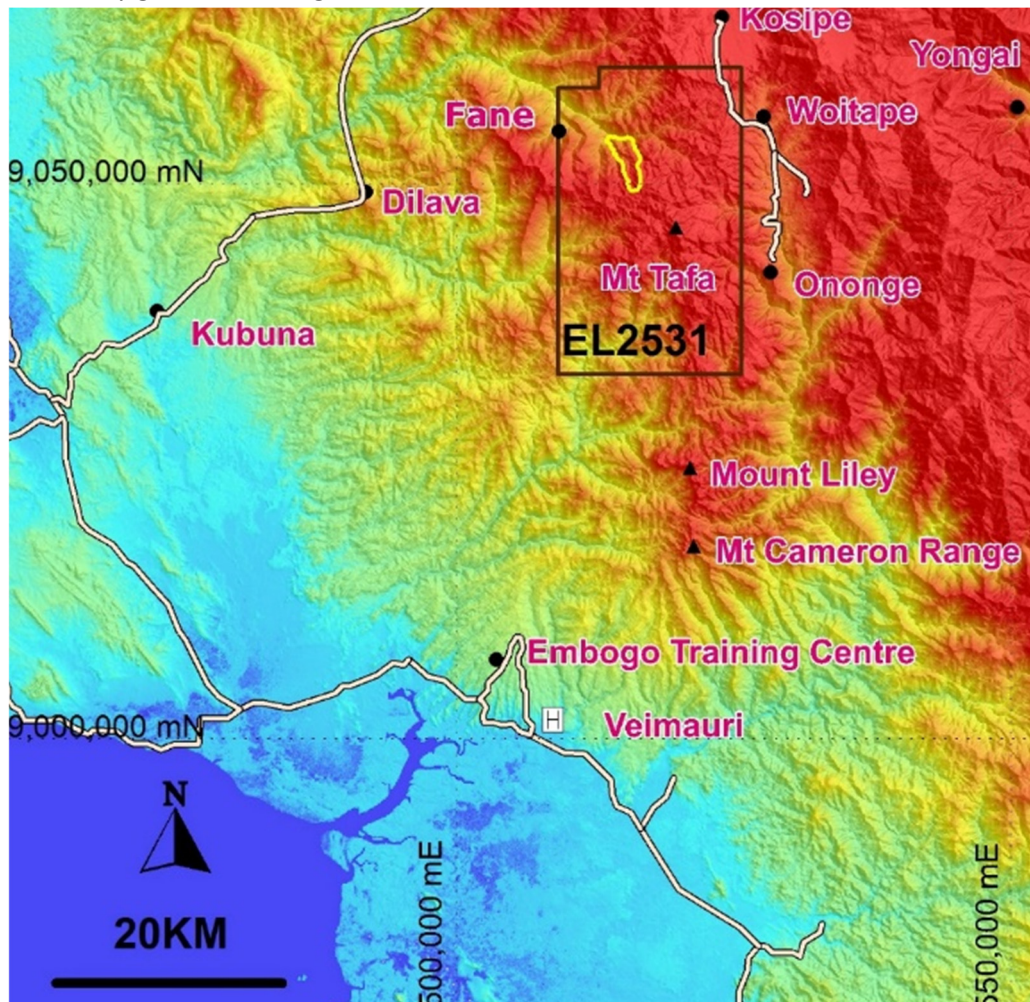 Kosipe
Yongai
Fane
Woitape
9,050,000 mN
Dilava
Mt Tafa
Ononge
Kubuna
EL2531
Mount Liley
Mt Cameron Range
Embogo Training Centre
H
Veimauri
9,000,000 mN
N
500,000 mE
550,000 mE
20KM